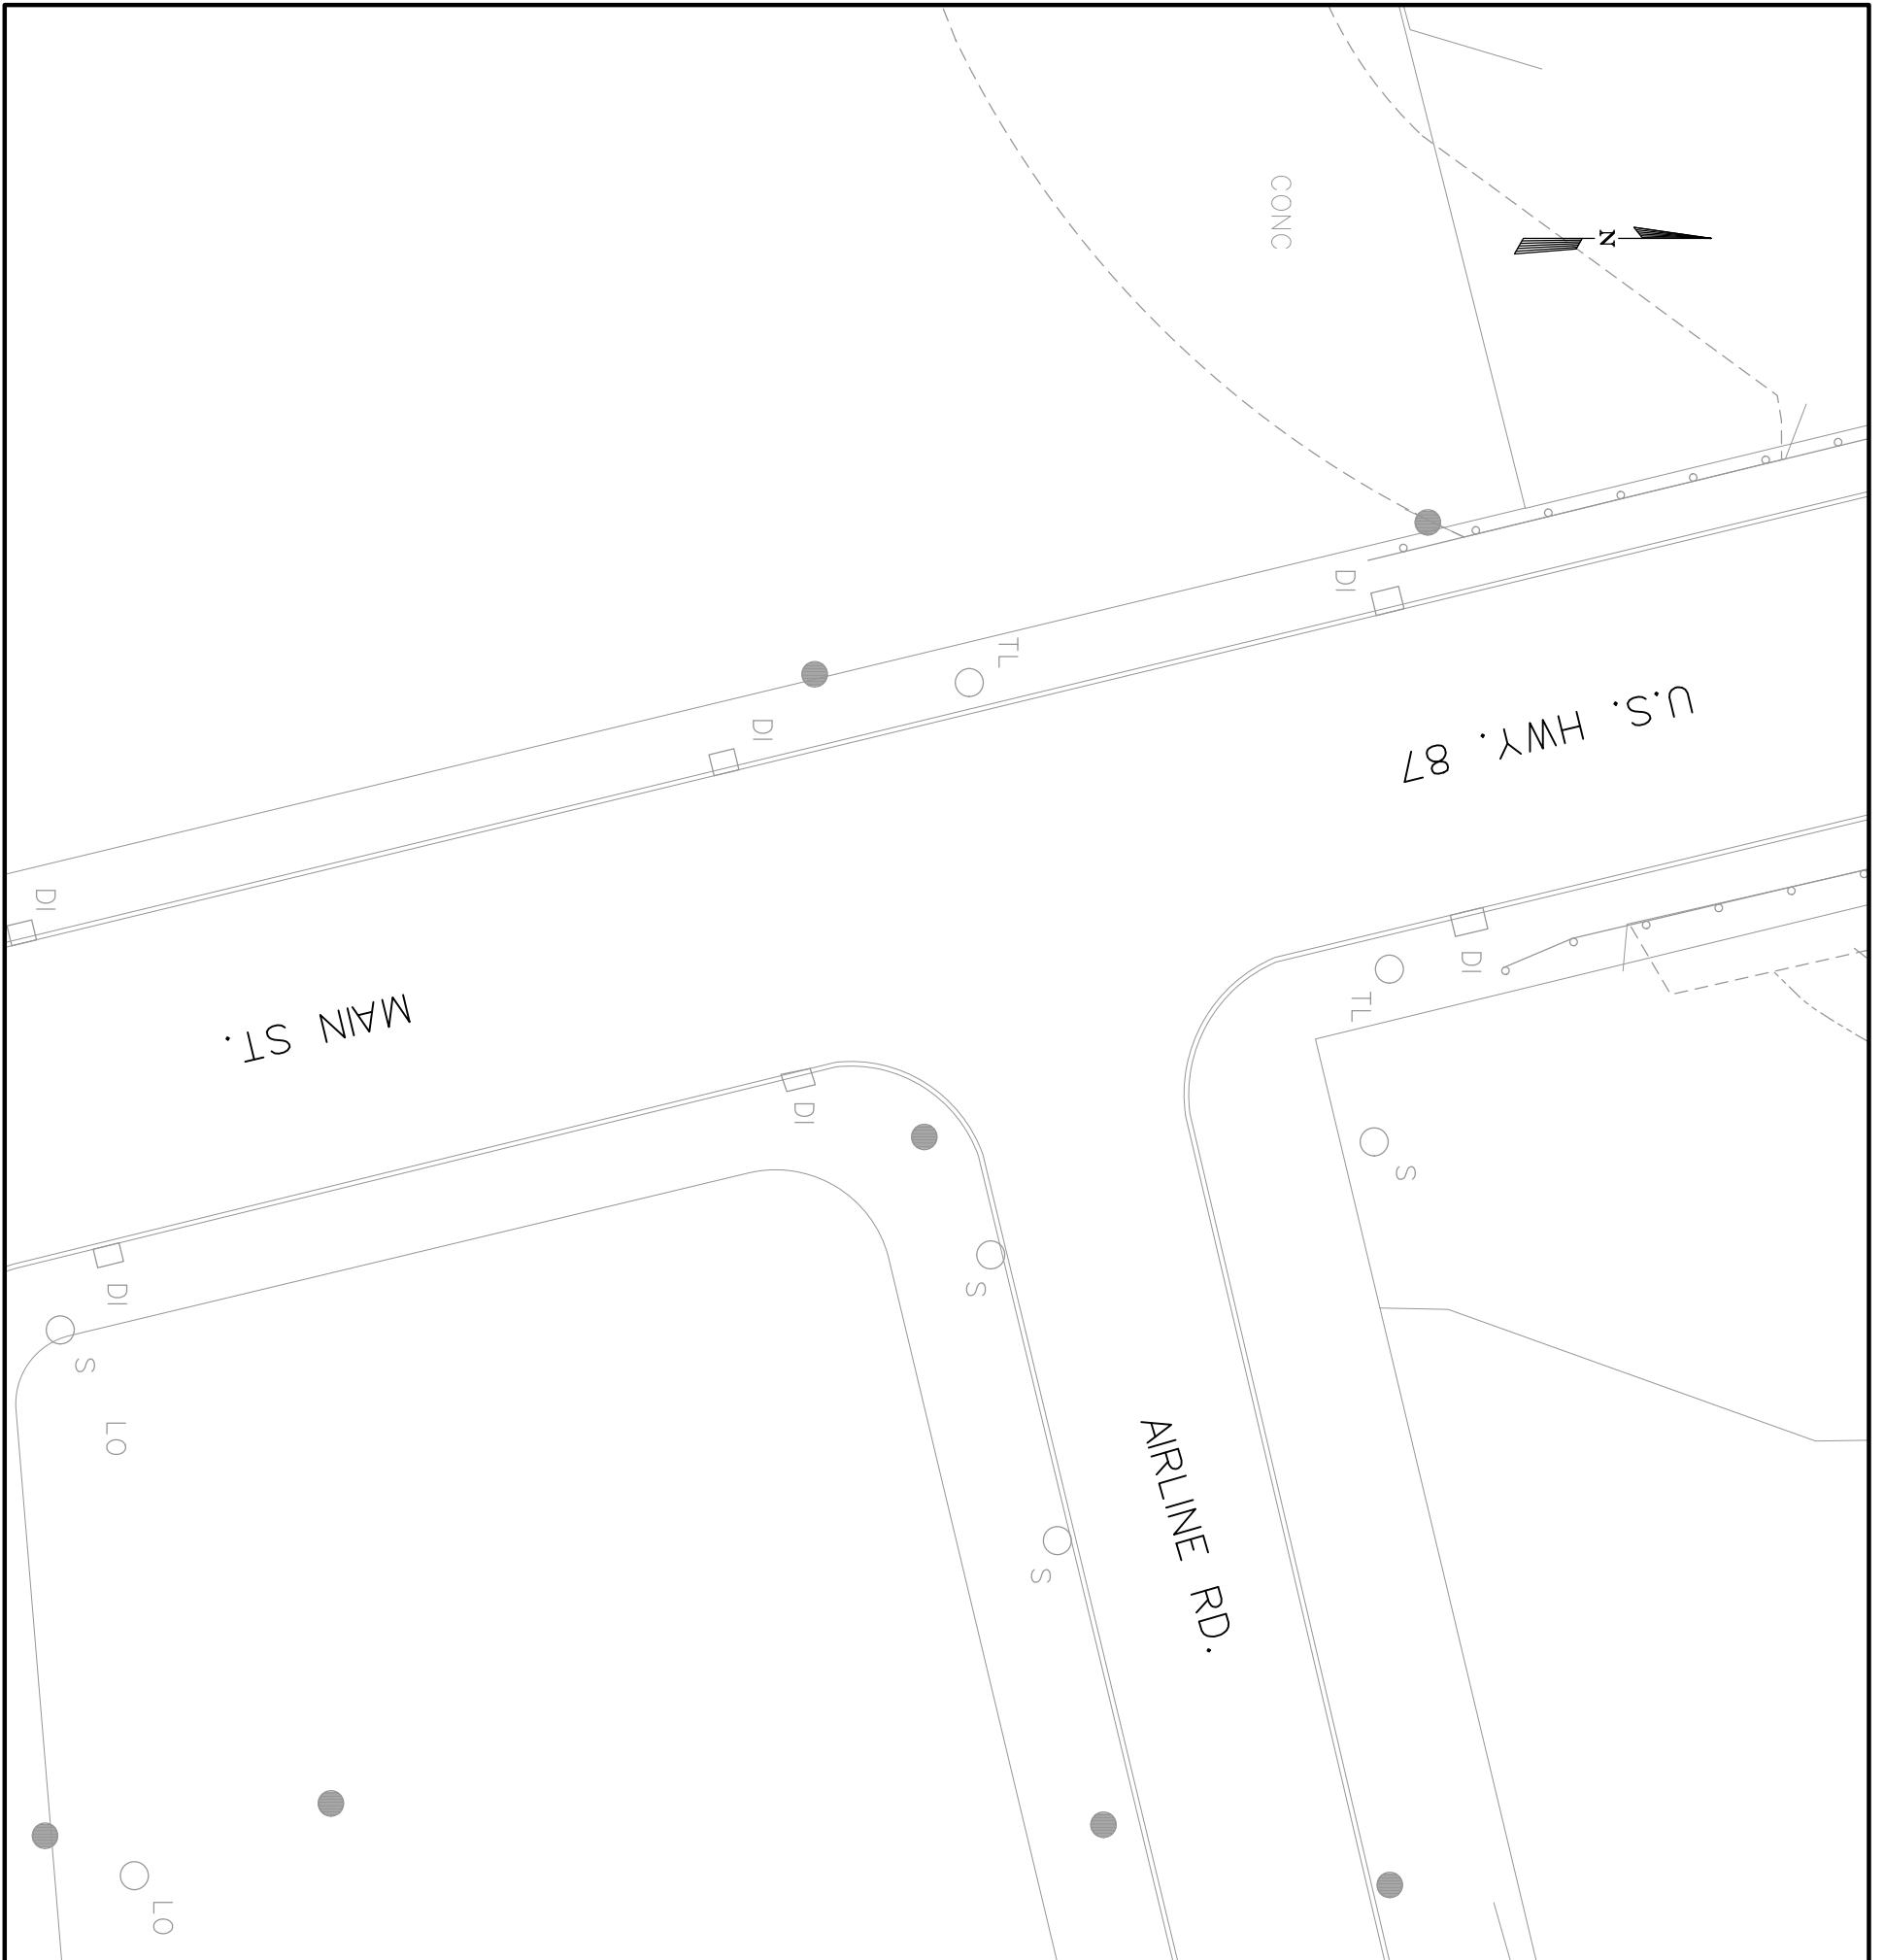 CONC
N
DI
TL
U.S. HWY. 87
DI
DI
DI
TL
MAIN ST.
DI
S
S
DI
S
LO
AIRLINE RD.
S
LO